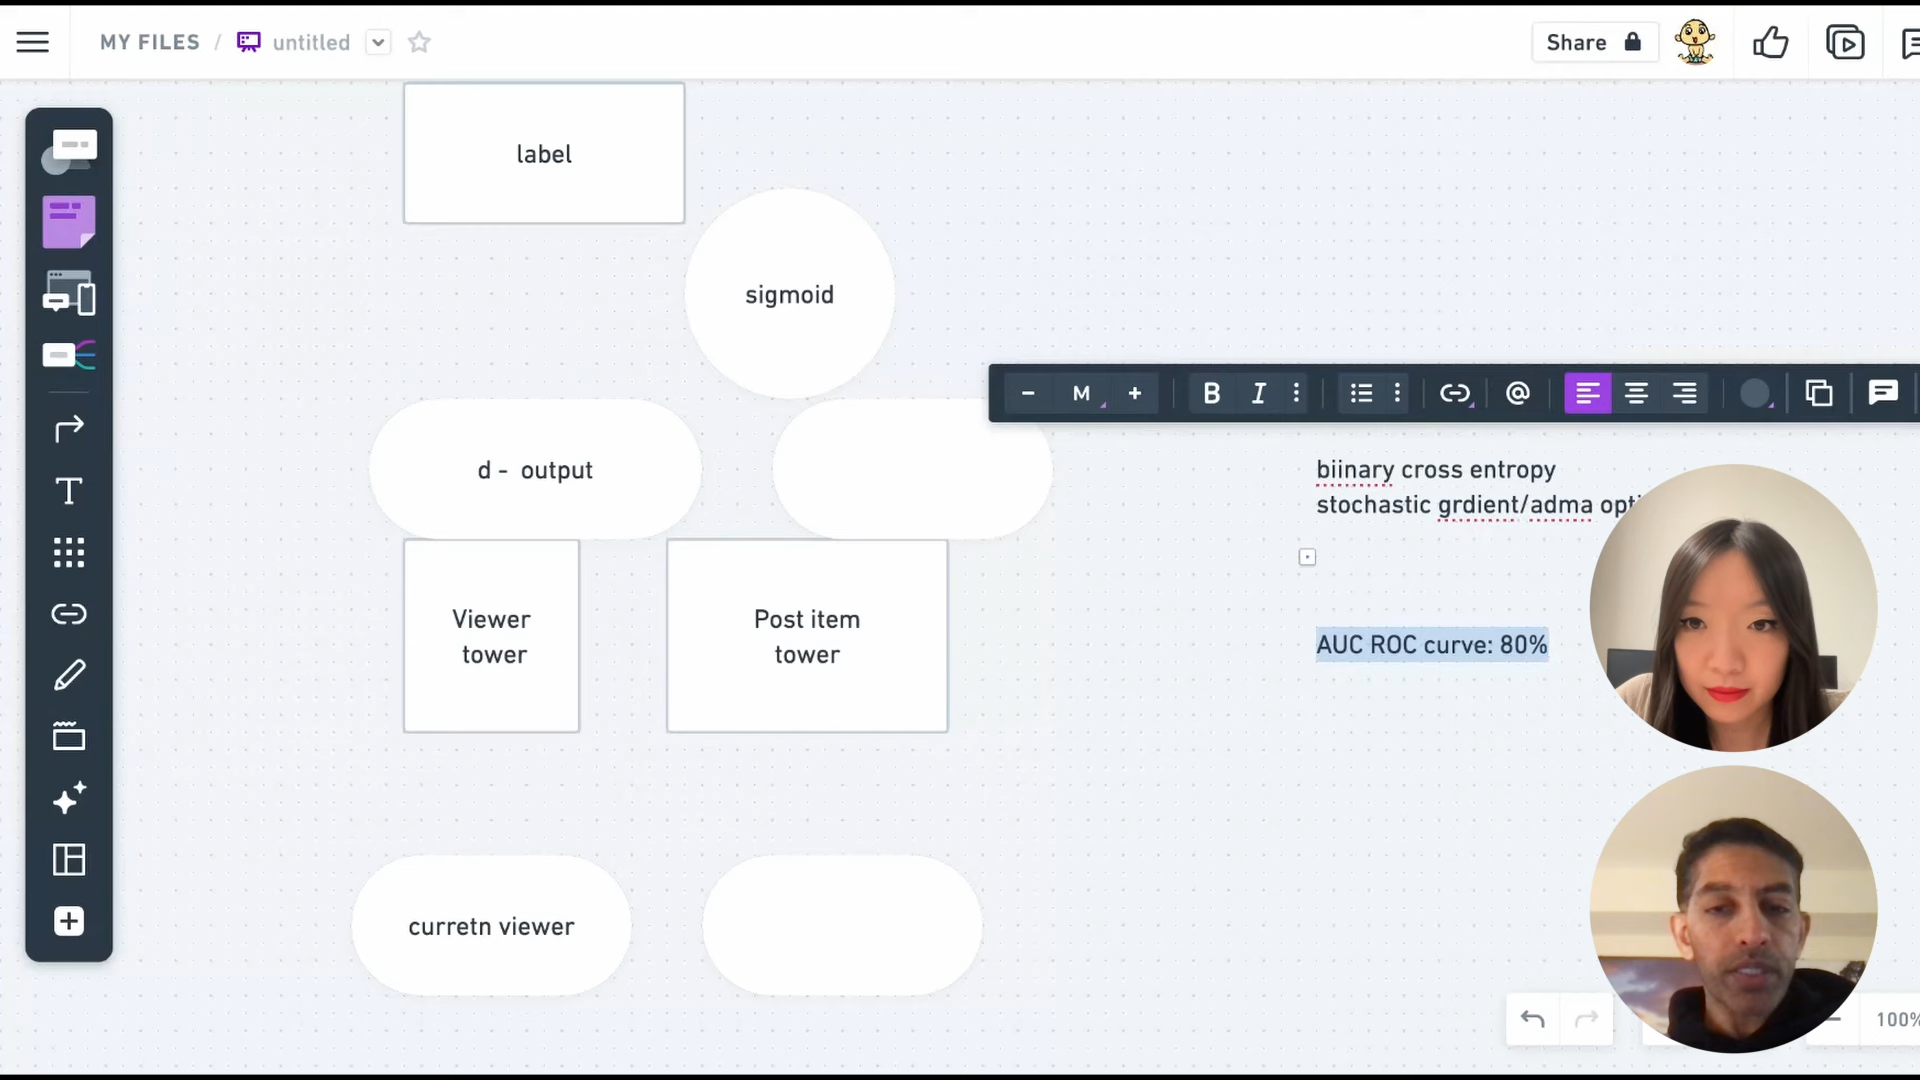 MY FILES / untitled
Share
label
sigmoid
M B I @
d - output
biinary cross entropy
stochastic grdient/adma opti
Viewer
tower
Post item
tower
AUC ROC curve: 80%
curretn viewer
100%